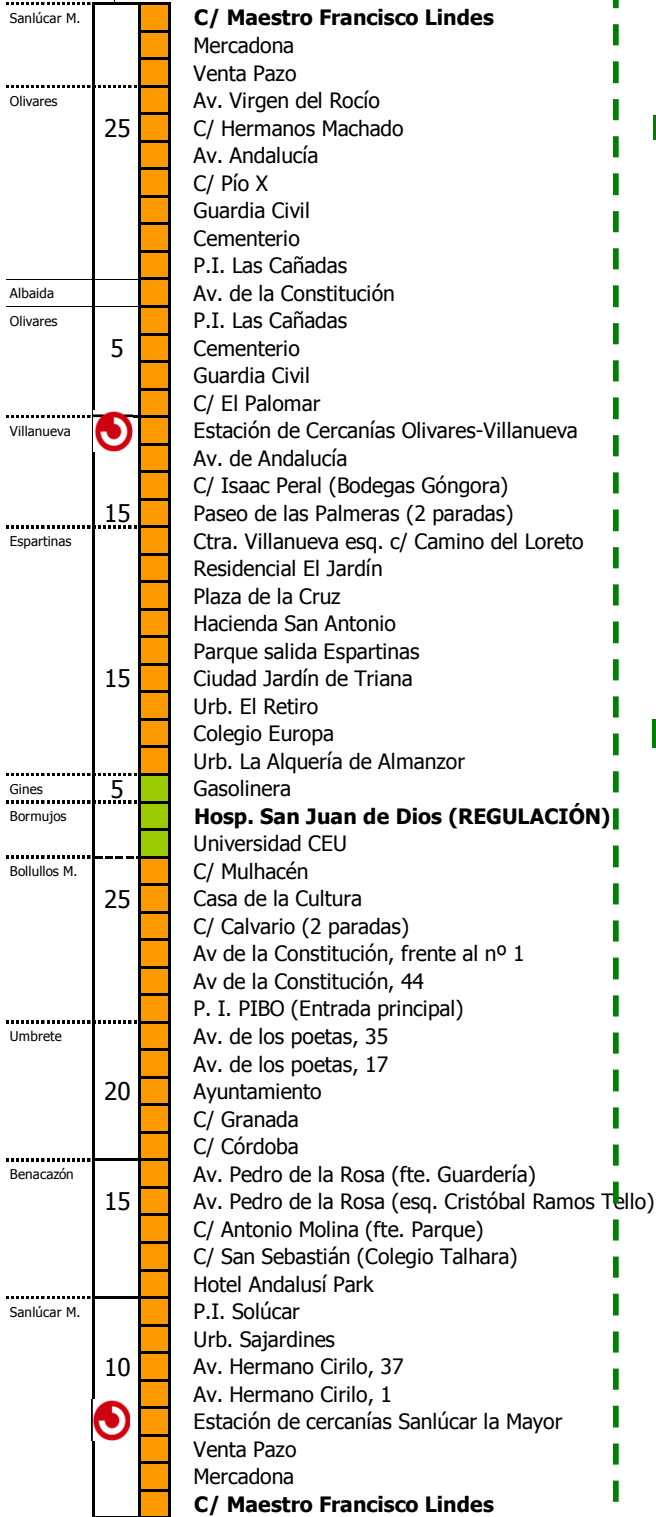 Sanlúcar M. C/ Maestro Francisco Lindes
Mercadona
Venta Pazo
Olivares Av. Virgen del Rocío
25 C/ Hermanos Machado
Av. Andalucía
C/ Pío X
Guardia Civil
Cementerio
P.I. Las Cañadas
Albaida Av. de la Constitución
Olivares P.I. Las Cañadas
5 Cementerio
Guardia Civil
C/ El Palomar
Villanueva Estación de Cercanías Olivares-Villanueva
Av. de Andalucía
C/ Isaac Peral (Bodegas Góngora)
15 Paseo de las Palmeras (2 paradas)
Espartinas Ctra. Villanueva esq. c/ Camino del Loreto
Residencial El Jardín
Plaza de la Cruz
Hacienda San Antonio
Parque salida Espartinas
15 Ciudad Jardín de Triana
Urb. El Retiro
Colegio Europa
Urb. La Alquería de Almanzor
Gines 5 Gasolinera
Bormujos Hosp. San Juan de Dios (REGULACIÓN)
Universidad CEU
Bollullos M. C/ Mulhacén
25 Casa de la Cultura
C/ Calvario (2 paradas)
Av de la Constitución, frente al nº 1
Av de la Constitución, 44
P. I. PIBO (Entrada principal)
Umbrete Av. de los poetas, 35
Av. de los poetas, 17
20 Ayuntamiento
C/ Granada
C/ Córdoba
Benacazón Av. Pedro de la Rosa (fte. Guardería)
15 Av. Pedro de la Rosa (esq. Cristóbal Ramos Tello)
C/ Antonio Molina (fte. Parque)
C/ San Sebastián (Colegio Talhara)
Hotel Andalusí Park
Sanlúcar M. P.I. Solúcar
Urb. Sajardines
10 Av. Hermano Cirilo, 37
Av. Hermano Cirilo, 1
Estación de cercanías Sanlúcar la Mayor
Venta Pazo
Mercadona
C/ Maestro Francisco Lindes